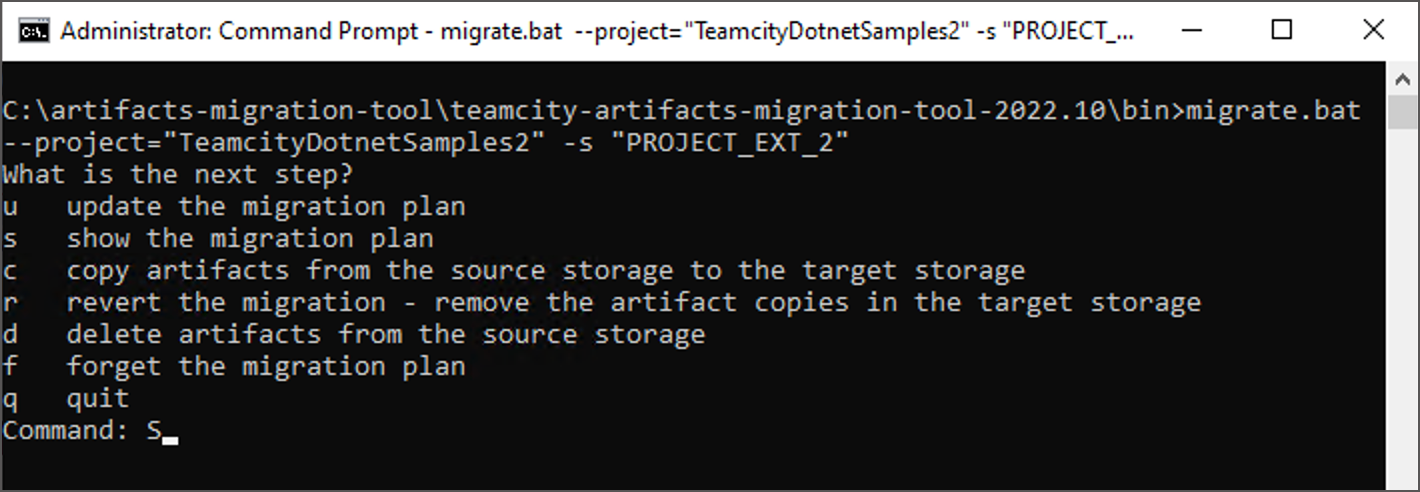 Administrator: Command Prompt - migrate.bat  --project="TeamcityDotnetSamples2" -s "PROJECT_...
C:\artifacts-migration-tool\teamcity-artifacts-migration-tool-2022.10\bin>migrate.bat
--project="TeamcityDotnetSamples2" -s "PROJECT_EXT_2"
What is the next step?
u   update the migration plan
s   show the migration plan
c   copy artifacts from the source storage to the target storage
r   revert the migration - remove the artifact copies in the target storage
d   delete artifacts from the source storage
f   forget the migration plan
q   quit
Command: S